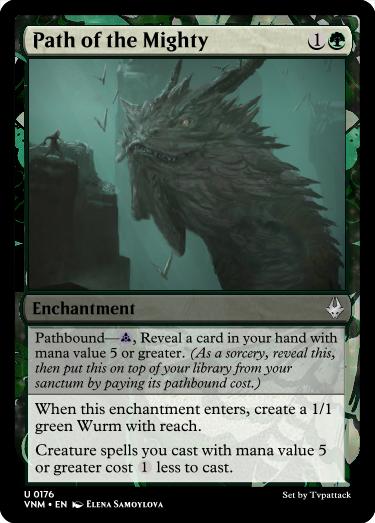 Path of the Mighty 1
Enchantment
Pathbound—, Reveal a card in your hand with
mana value 5 or greater. (As a sorcery, reveal this,
then put this on top of your library from your
sanctum by paying its pathbound cost.)
When this enchantment enters, create a 1/1
green Wurm with reach.
Creature spells you cast with mana value 5
or greater cost 1 less to cast.
U 0176
VNM • EN Elena Samoylova
Set by Tvpattack